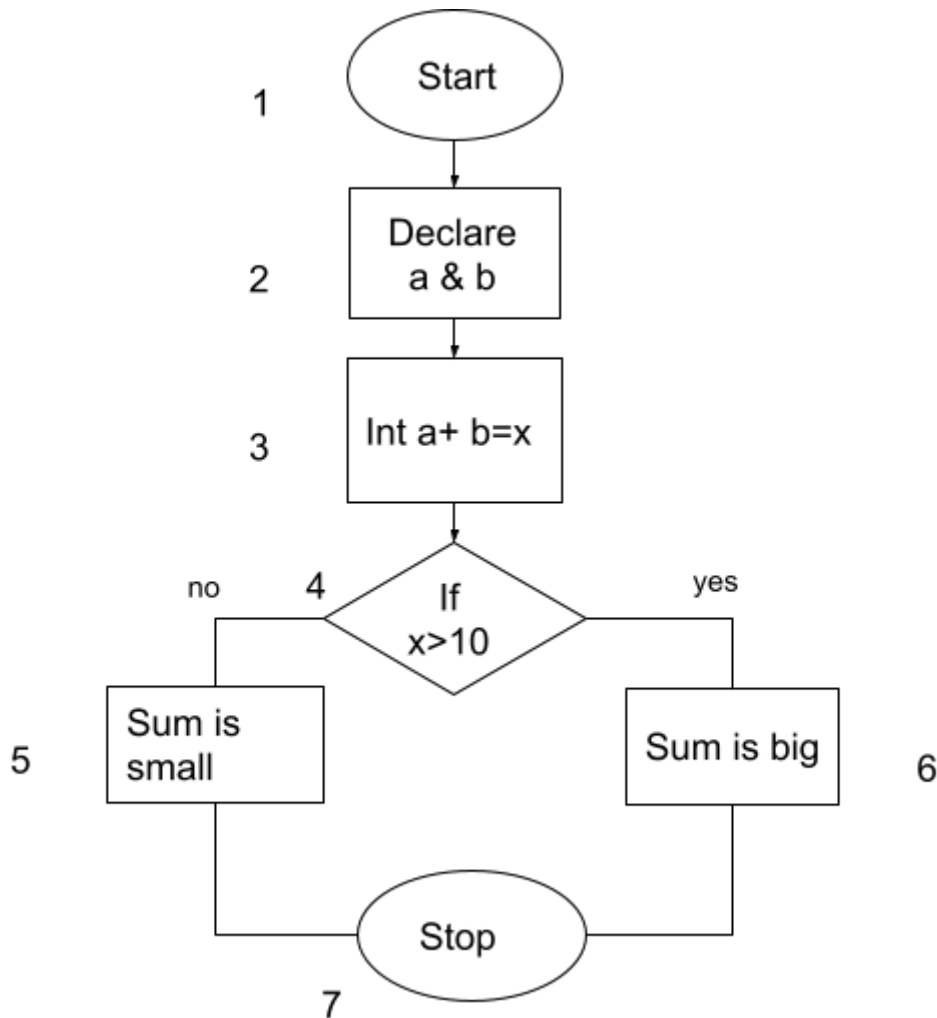 Start
1
Declare
a & b
2
Int a+ b=x
3
no
4
If
x>10
yes
Sum is
small
5
Sum is big
6
Stop
7